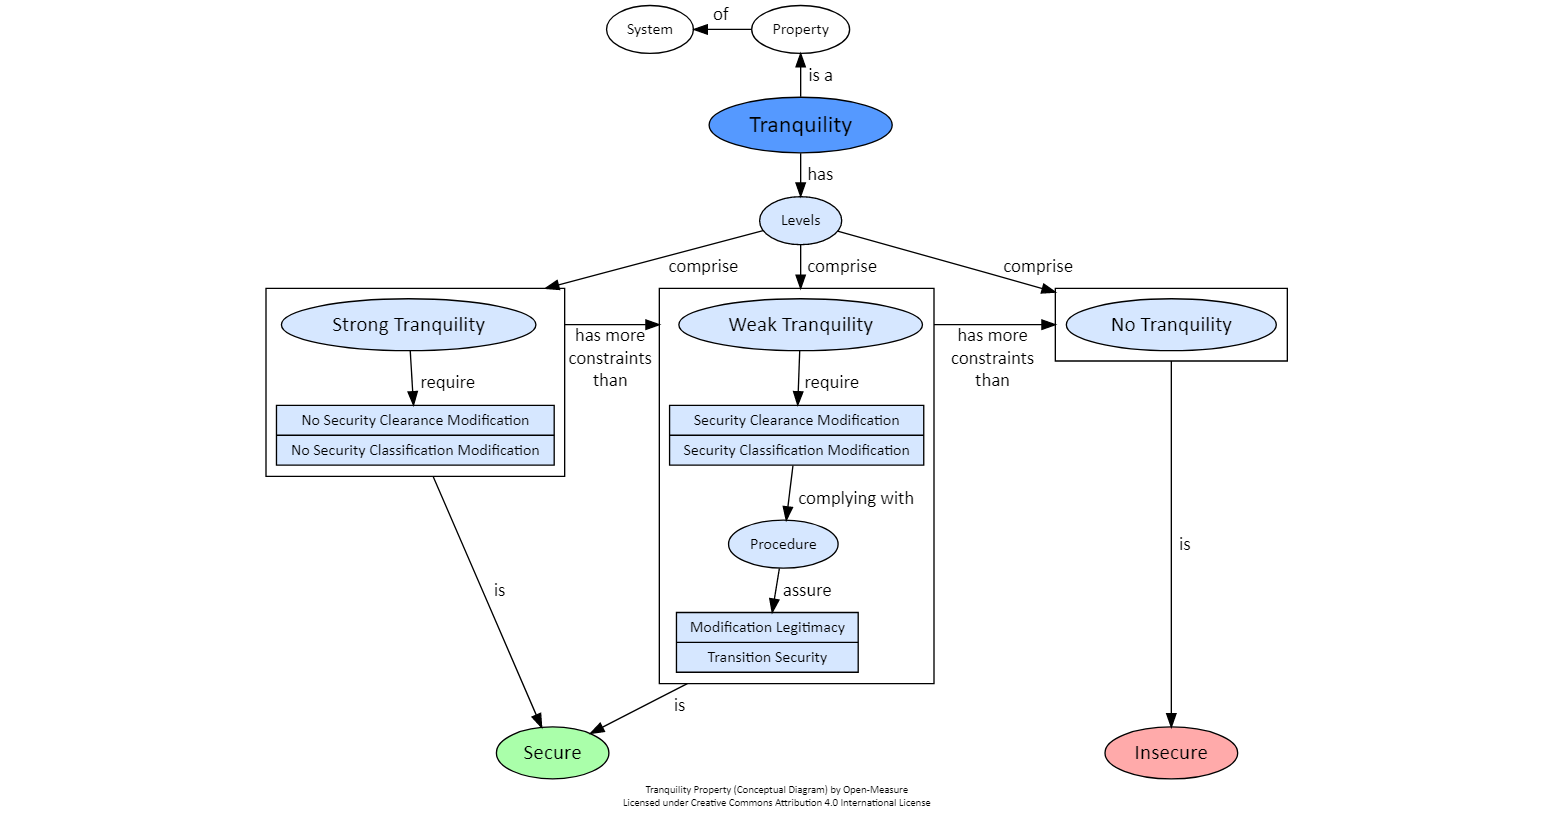 of
System
Property
is a
Tranquility
has
Levels
comprise
comprise
comprise
Strong Tranquility
has more
constraints
than
Weak Tranquility
has more
constraints
than
No Tranquility
require
No Security Clearance Modification
No Security Classification Modification
require
Security Clearance Modification
Security Classification Modification
complying with
Procedure
assure
Modification Legitimacy
Transition Security
is
is
is
Secure
Insecure
Tranquility Property (Conceptual Diagram) by Open-Measure
Licensed under Creative Commons Attribution 4.0 International License